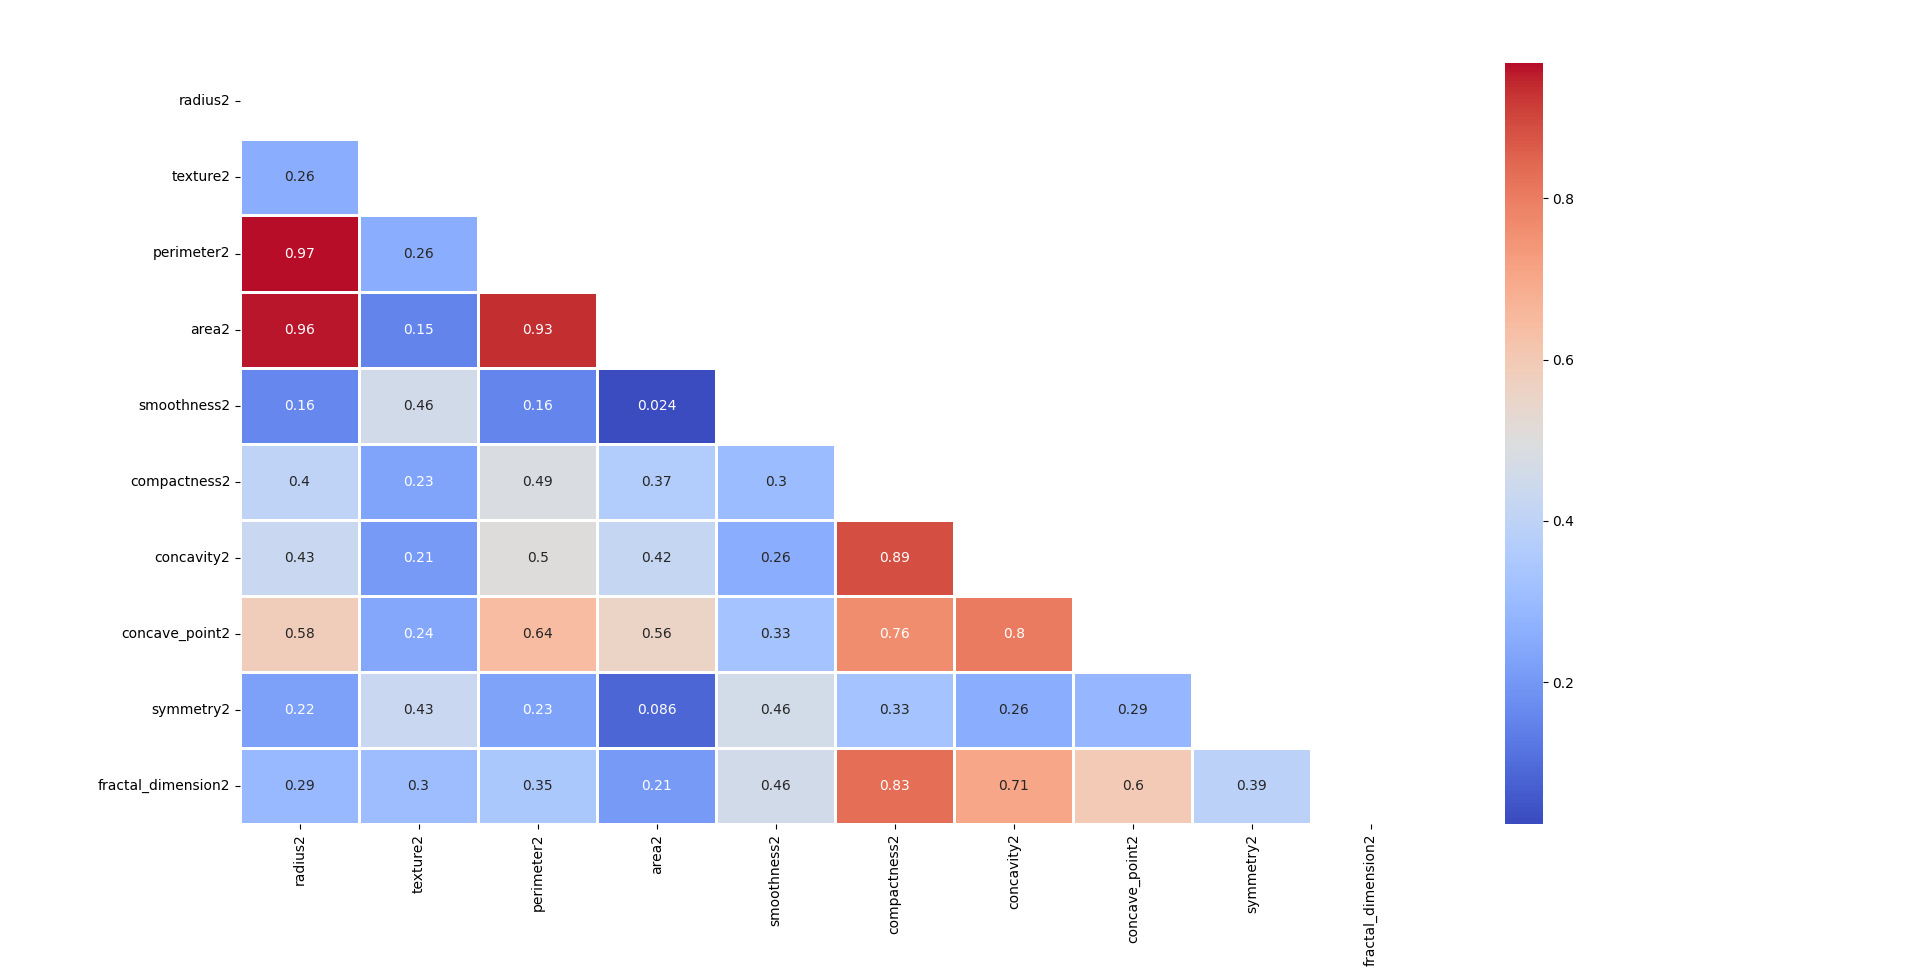 radius2
texture2 0.26
perimeter2 0.97 0.26
area2 0.96 0.15 0.93
smoothness2 0.16 0.46 0.16 0.024
compactness2 0.4 0.23 0.49 0.37 0.3
concavity2 0.43 0.21 0.5 0.42 0.26 0.89
concave_point2 0.58 0.24 0.64 0.56 0.33 0.76 0.8
symmetry2 0.22 0.43 0.23 0.086 0.46 0.33 0.26 0.29
fractal_dimension2 0.29 0.3 0.35 0.21 0.46 0.83 0.71 0.6 0.39
radius2
texture2
perimeter2
area2
smoothness2
compactness2
concavity2
concave_point2
symmetry2
fractal_dimension2
0.8
0.6
0.4
0.2